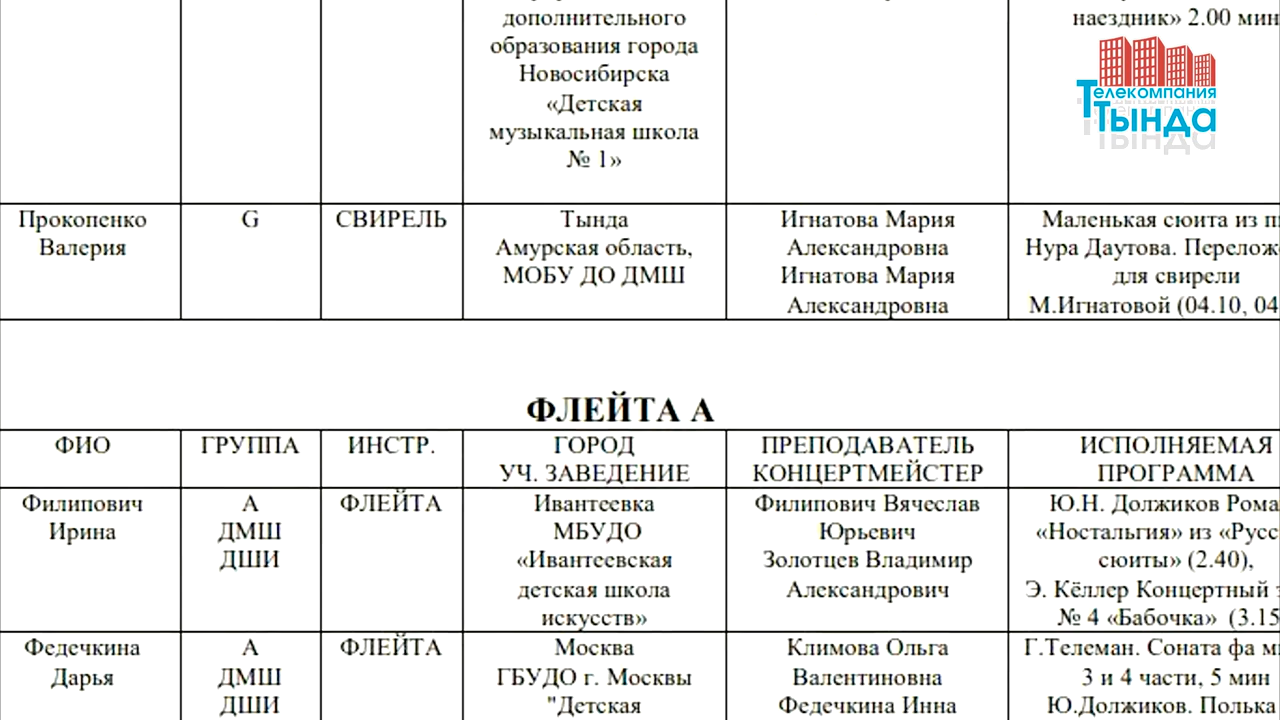 дополнительного
образования города
Новосибирска
«Детская
музыкальная школа
№ 1»
наездник» 2.00 мин
Телекомпания
Тында
Прокопенко
Валерия
G
СВИРЕЛЬ
Тында
Амурская область,
МОБУ ДО ДМШ
Игнатова Мария
Александровна
Игнатова Мария
Александровна
Маленькая сюита из
Нура Даутова.
для свирели
М.Игнатовой (04.10, 04
ФЛЕЙТА А
ФИО
ГРУППА
ИНСТР.
ГОРОД
УЧ. ЗАВЕДЕНИЕ
ПРЕПОДАВАТЕЛЬ
КОНЦЕРТМЕЙСТЕР
ИСПОЛНЯЕМАЯ
ПРОГРАММА
Филипович
Ирина
А
ДМШ
ДШИ
ФЛЕЙТА
Ивантеевка
МБУДО
«Ивантеевская
детская школа
искусств»
Филипович Вячеслав
Юрьевич
Золотцев Владимир
Александрович
Ю.Н. Должиков
«Ностальгия» из
сюиты» (2.40),
Э. Кёллер Концертный
№ 4 «Бабочка» (3.15
Федечкина
Дарья
А
ДМШ
ДШИ
ФЛЕЙТА
Москва
ГБУДО г. Москвы
"Детская
Климова Ольга
Валентиновна
Федечкина Инна
Г.Телеман. Соната фа
3 и 4 части, 5 мин
Ю.Должиков. Полька